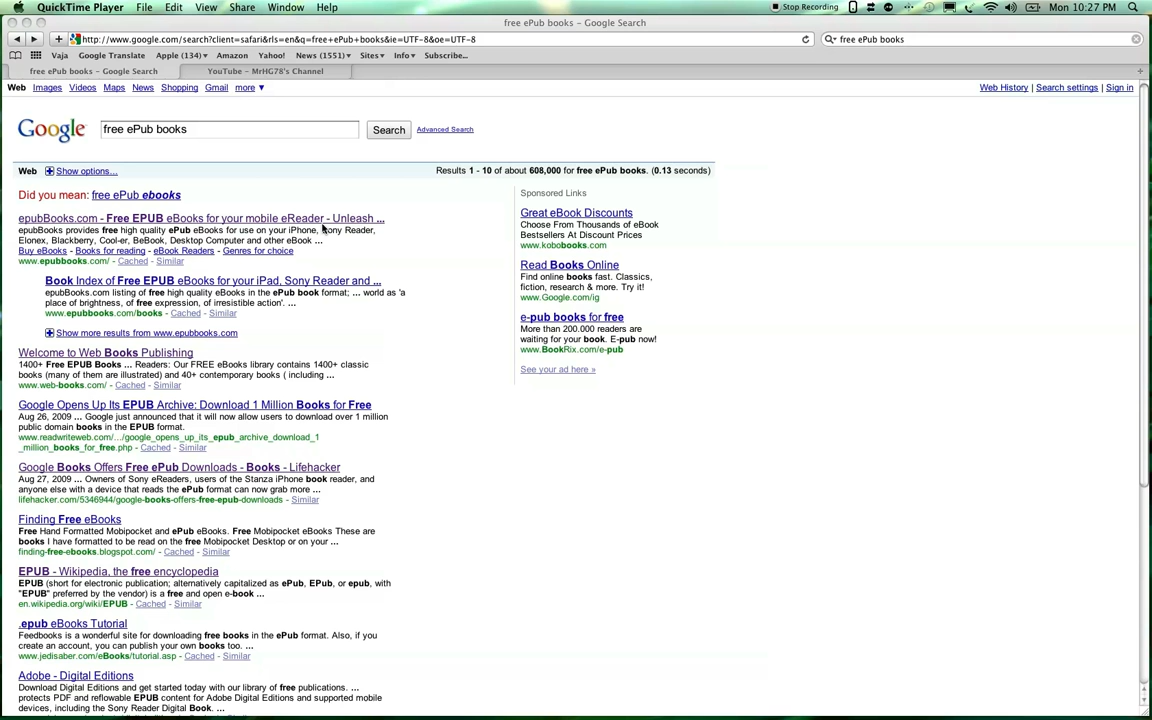 QuickTime Player File Edit View Share Window Help Stop Recording Mon 10:27 PM
free ePub books – Google Search
http://www.google.com/search?client=safari&rls=en&q=free+ePub+books&ie=UTF-8&oe=UTF-8 free ePub books
Vaja Google Translate Apple (134) Amazon Yahoo! News (1551) Sites Info Subscribe...
free ePub books – Google Search YouTube – MrHG78's Channel
Web Images Videos Maps News Shopping Gmail more ▼ Web History | Search settings | Sign in
Google free ePub books Search Advanced Search
Web Show options... Results 1 - 10 of about 608,000 for free ePub books. (0.13 seconds)
Did you mean: free ePub ebooks
epubBooks.com - Free EPUB eBooks for your mobile eReader - Unleash ...
epubBooks provides free high quality ePub eBooks for use on your iPhone, Sony Reader,
Elonex, Blackberry, Cool-er, BeBook, Desktop Computer and other eBook ...
Buy eBooks - Books for reading - eBook Readers - Genres for choice
www.epubbooks.com/ - Cached - Similar
Book Index of Free EPUB eBooks for your iPad, Sony Reader and ...
epubBooks.com listing of free high quality eBooks in the ePub book format; ... world as 'a
place of brightness, of free expression, of irresistible action'. ...
www.epubbooks.com/books - Cached - Similar
Show more results from www.epubbooks.com
Welcome to Web Books Publishing
1400+ Free EPUB Books ... Readers: Our FREE eBooks library contains 1400+ classic
books (many of them are illustrated) and 40+ contemporary books ( including ...
www.web-books.com/ - Cached - Similar
Google Opens Up Its EPUB Archive: Download 1 Million Books for Free
Aug 26, 2009 ... Google just announced that it will now allow users to download over 1 million
public domain books in the EPUB format.
www.readwriteweb.com/.../google_opens_up_its_epub_archive_download_1
_million_books_for_free.php - Cached - Similar
Google Books Offers Free ePub Downloads - Books - Lifehacker
Aug 27, 2009 ... Owners of Sony eReaders, users of the Stanza iPhone book reader, and
anyone else with a device that reads the ePub format can now grab more ...
lifehacker.com/5346944/google-books-offers-free-epub-downloads - Similar
Finding Free eBooks
Free Hand Formatted Mobipocket and ePub eBooks. Free Mobipocket eBooks These are
books I have formatted to be read on the free Mobipocket Desktop or on your ...
finding-free-ebooks.blogspot.com/ - Cached - Similar
EPUB - Wikipedia, the free encyclopedia
EPUB (short for electronic publication; alternatively capitalized as ePub, EPub, or epub, with
"EPUB" preferred by the vendor) is a free and open e-book ...
en.wikipedia.org/wiki/EPUB - Cached - Similar
.epub eBooks Tutorial
Feedbooks is a wonderful site for downloading free books in the ePub format. Also, if you
create an account, you can publish your own books too. ...
www.jedisaber.com/eBooks/tutorial.asp - Cached - Similar
Adobe - Digital Editions
Download Digital Editions and get started today with our library of free publications. ...
protects PDF and reflowable EPUB content for Adobe Digital Editions and supported mobile
devices, including the Sony Reader Digital Book. ...
Sponsored Links
Great eBook Discounts
Choose From Thousands Of eBook
Bestsellers At Discount Prices
www.kobobooks.com
Read Books Online
Find online books fast. Classics,
fiction, research & more. Try it!
www.Google.com/ig
e-pub books for free
More than 200.000 readers are
waiting for your book. E-pub now!
www.BookRix.com/e-pub
See your ad here »